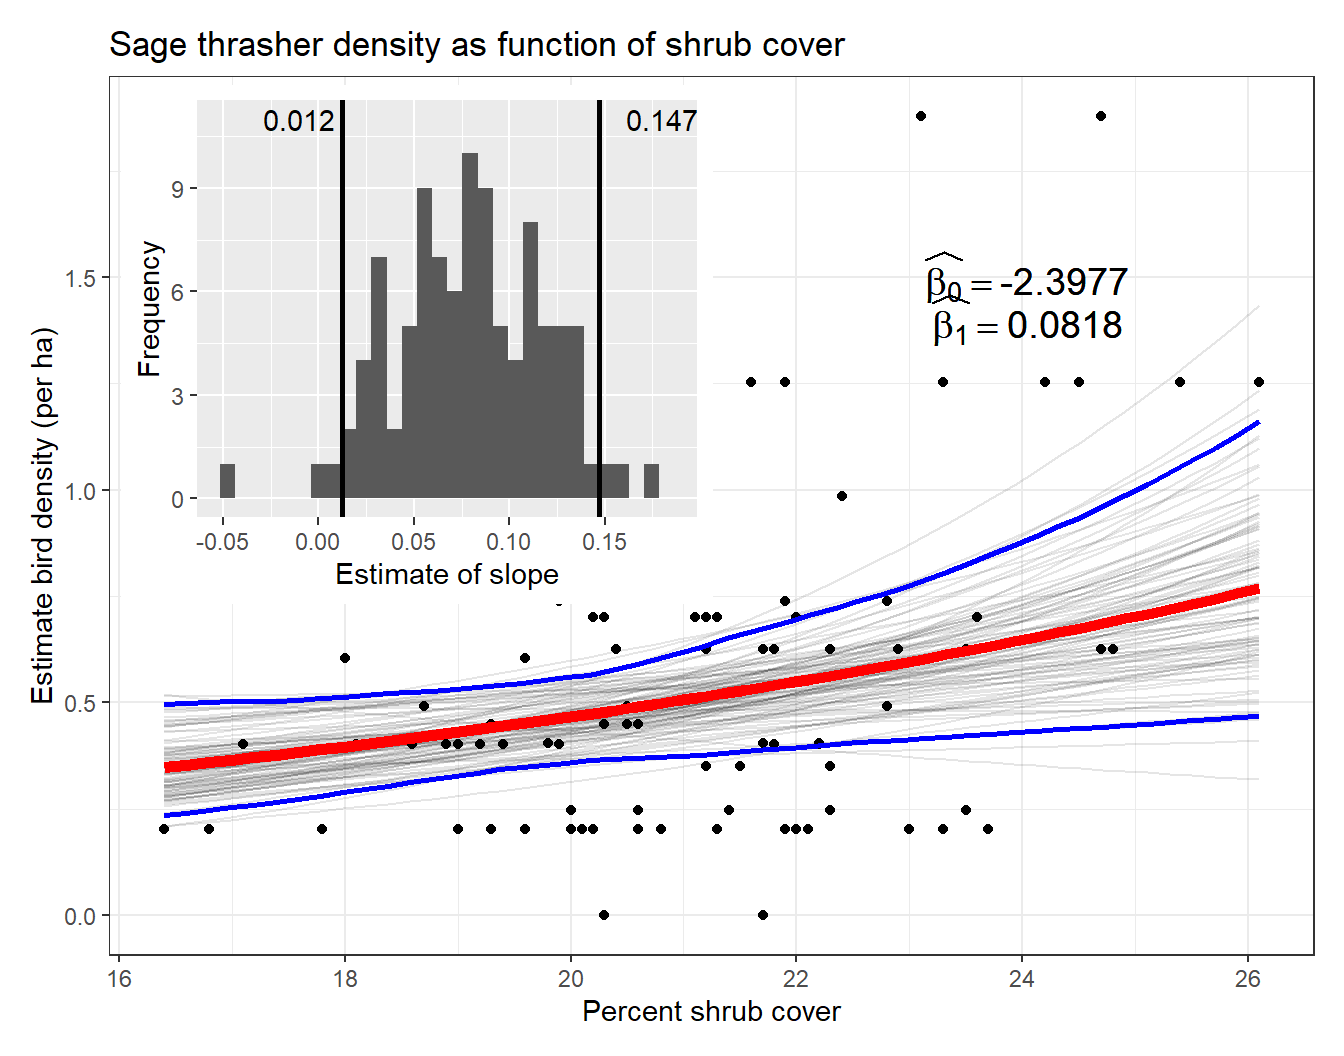 Sage thrasher density as function of shrub cover
0.012
0.147
9
6
3
0
Frequency
-0.05 0.00 0.05 0.10 0.15
Estimate of slope
β̂0 = -2.3977
β̂1 = 0.0818
1.5
1.0
0.5
0.0
Estimate bird density (per ha)
16 18 20 22 24 26
Percent shrub cover